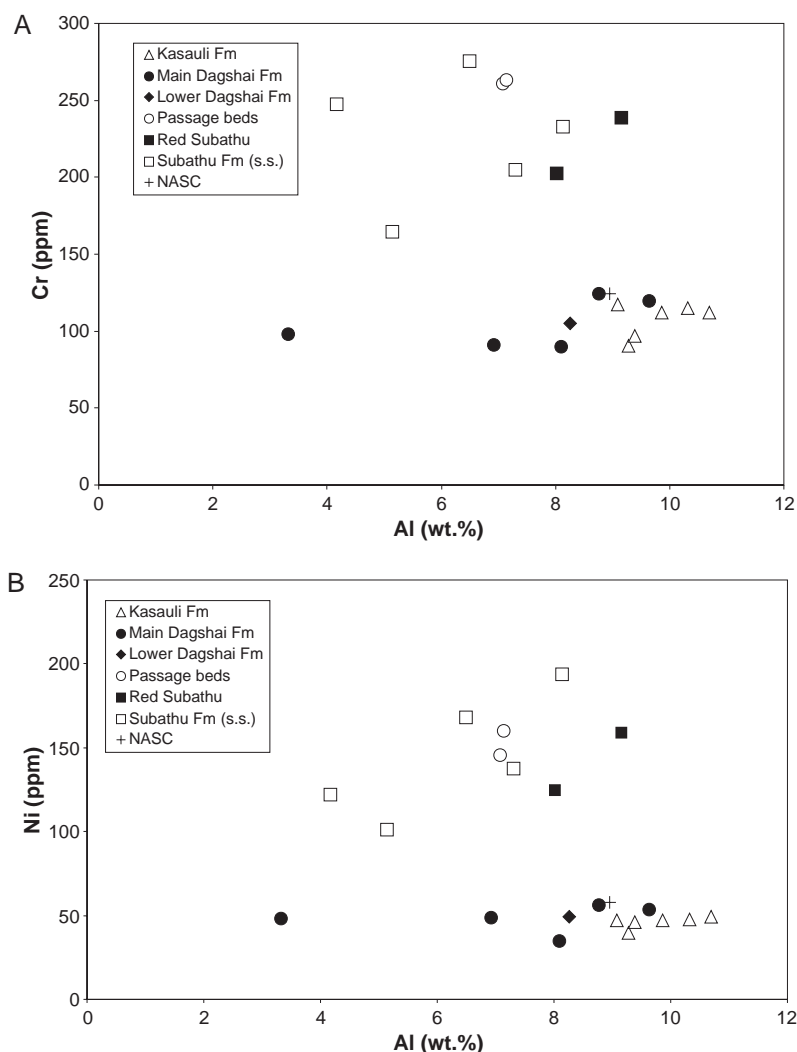 A
300
250
200
150
100
50
0
Cr (ppm)
Kasauli Fm
Main Dagshai Fm
Lower Dagshai Fm
Passage beds
Red Subathu
Subathu Fm (s.s.)
NASC
0 2 4 6 8 10 12
Al (wt.%)
B
250
200
150
100
50
0
Ni (ppm)
Kasauli Fm
Main Dagshai Fm
Lower Dagshai Fm
Passage beds
Red Subathu
Subathu Fm (s.s.)
NASC
0 2 4 6 8 10 12
Al (wt.%)